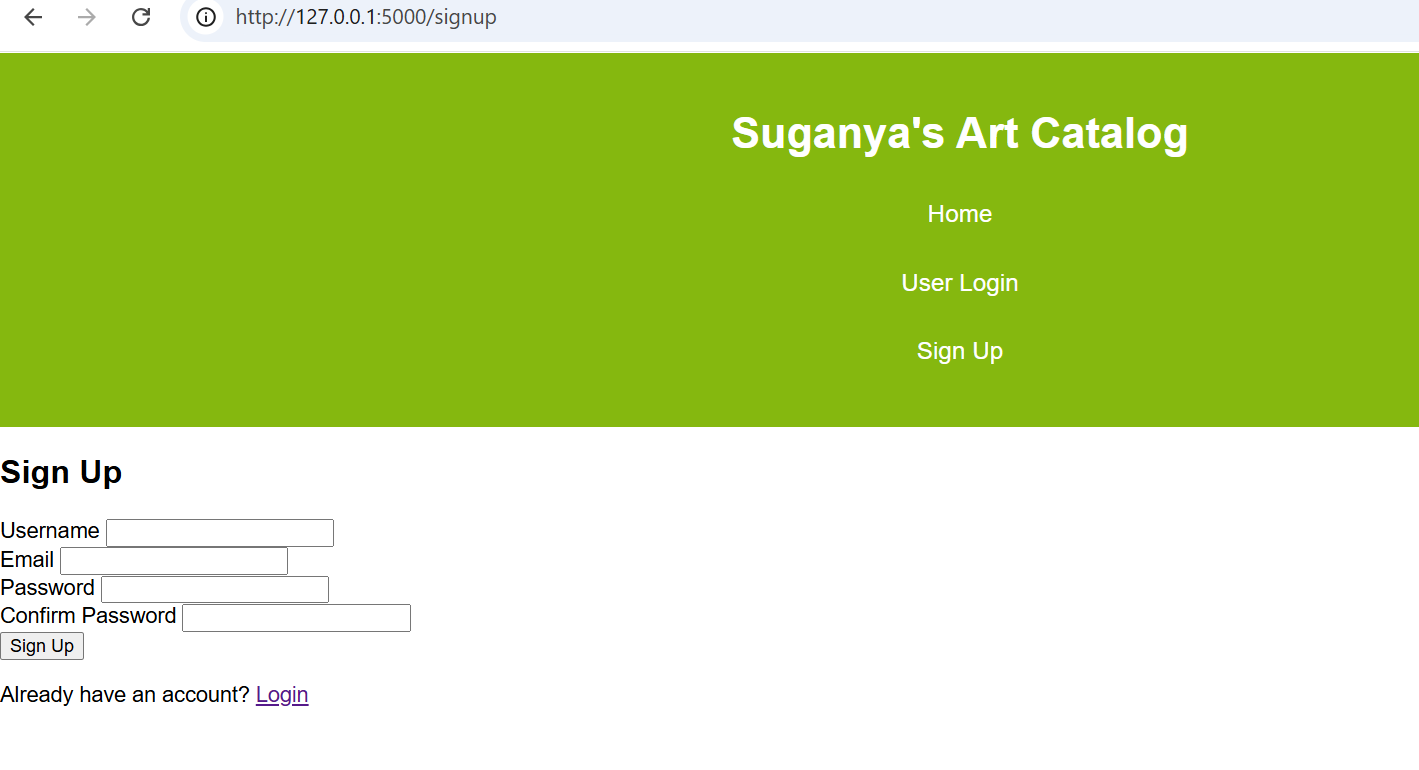 http://127.0.0.1:5000/signup
Suganya's Art Catalog
Home
User Login
Sign Up
Sign Up
Username
Email
Password
Confirm Password
Sign Up
Already have an account? Login